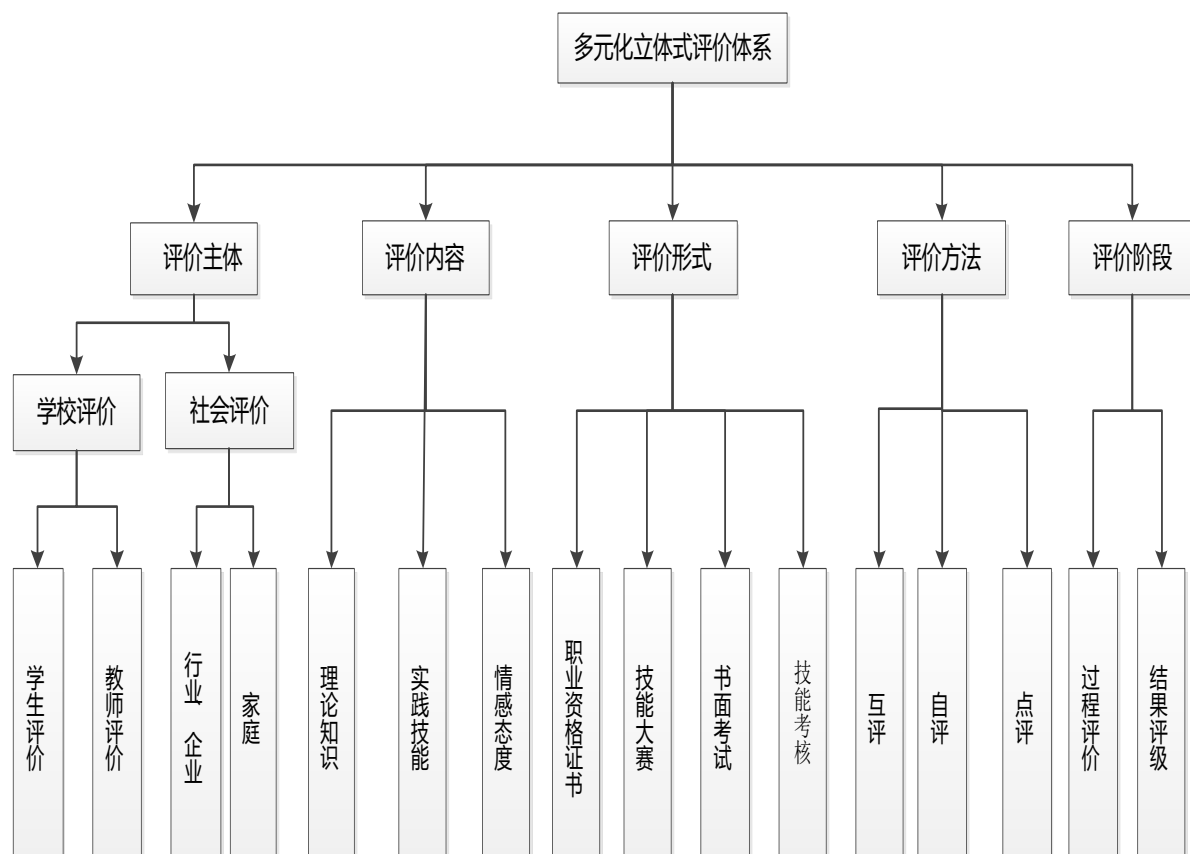 多元化立体式评价体系
评价主体
评价内容
评价形式
评价方法
评价阶段
学校评价
社会评价
学生评价
教师评价
行业、企业
家庭
理论知识
实践技能
情感态度
职业资格证书
技能大赛
书面考试
技能考核
互评
自评
点评
过程评价
结果评级